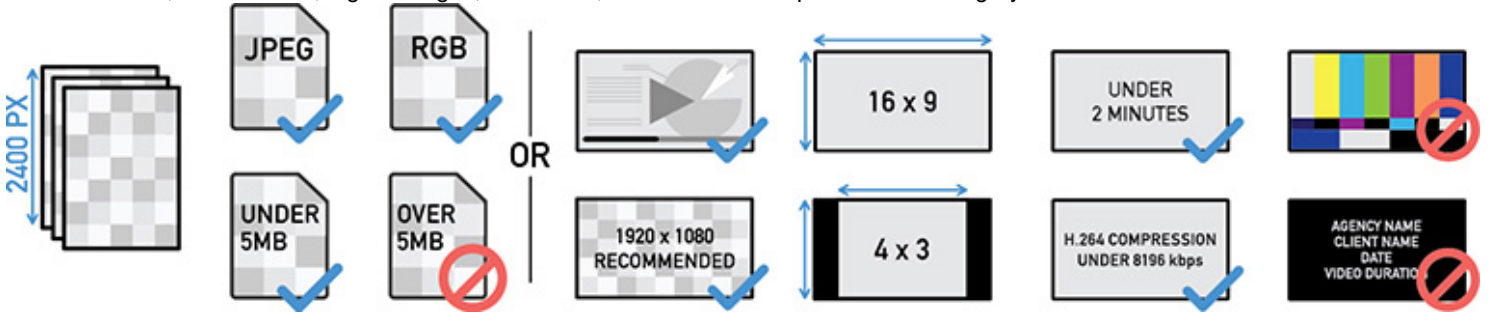 2400 PX
JPEG
RGB
UNDER
5MB
OVER
5MB
OR
1920 x 1080
RECOMMENDED
16 x 9
4 x 3
UNDER
2 MINUTES
H.264 COMPRESSION
UNDER 8196 kbps
AGENCY NAME
CLIENT NAME
DATE
VIDEO DURATION